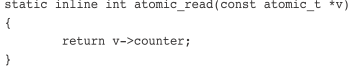 static inline int atomic_read(const atomic_t *v)
{
        return v->counter;
}